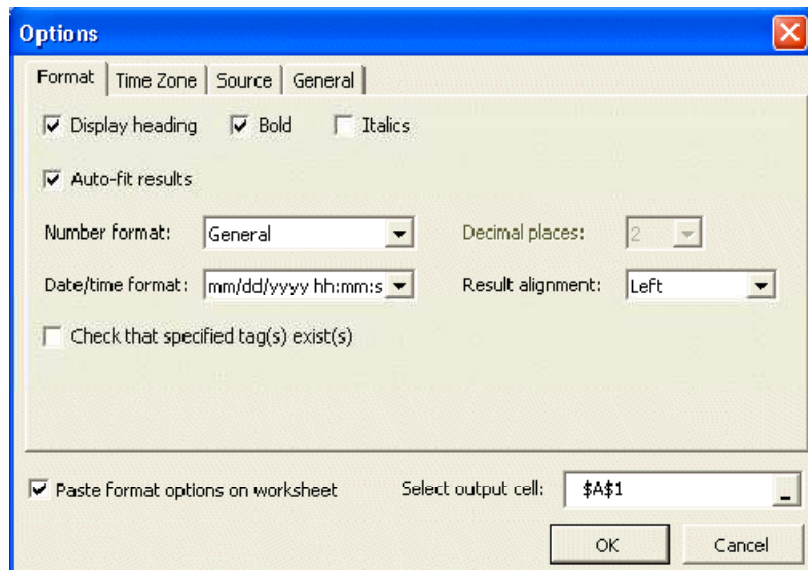 Options
Format Time Zone Source General
Display heading Bold Italics
Auto-fit results
Number format: General Decimal places: 2
Date/time format: mm/dd/yyyy hh:mm:s Result alignment: Left
Check that specified tag(s) exist(s)
Paste format options on worksheet Select output cell: $A$1
OK Cancel